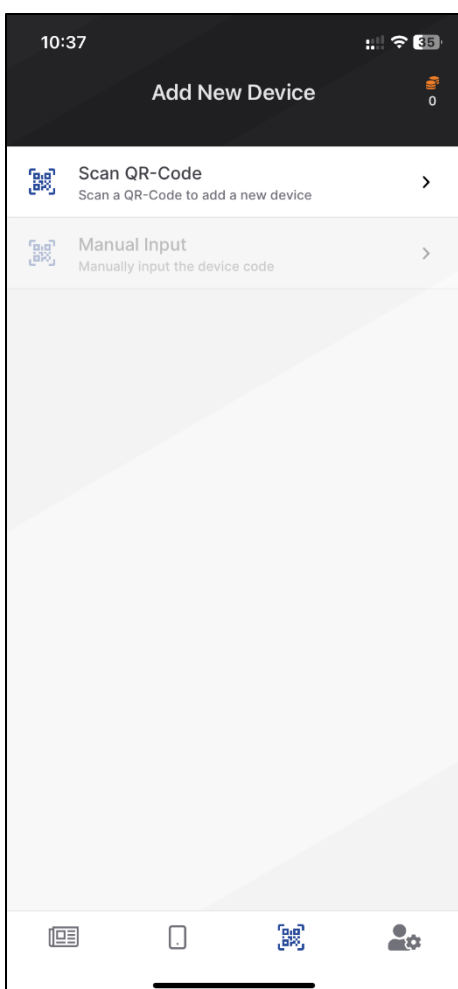 10:37
35
Add New Device
0
Scan QR-Code
Scan a QR-Code to add a new device
Manual Input
Manually input the device code